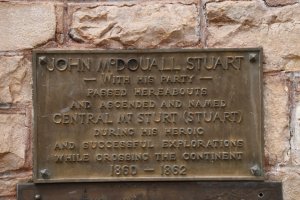 JOHN McDOUALL STUART
— WITH HIS PARTY —
PASSED HEREABOUTS
AND ASCENDED AND NAMED
CENTRAL MT STURT (STUART)
DURING HIS HEROIC
AND SUCCESSFUL EXPLORATIONS
WHILE CROSSING THE CONTINENT
1860 — 1862